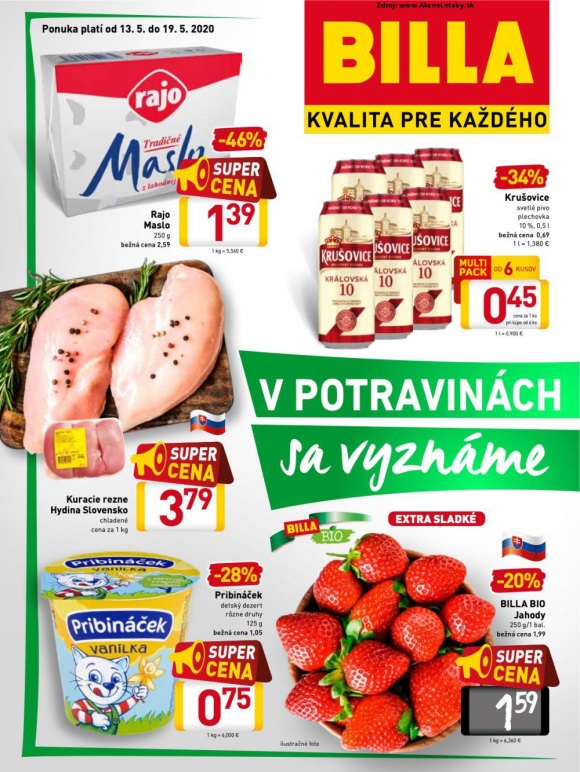 Zdroj: www.AkcneLetaky.sk
Ponuka platí od 13. 5. do 19. 5. 2020
BILLA
KVALITA PRE KAŽDÉHO
rajo
Tradičné
Maslo
z lahodnej
-46%
SUPER
CENA
1 39
Rajo
Maslo
250 g
bežná cena 2,59
1 kg = 5,560 €
KRUŠOVICE
KRÁLOVSKÁ
10
-34%
Krušovice
svetlé pivo
plechovka
10 %, 0,5 l
bežná cena 0,69
1 l = 1,380 €
MULTI
PACK
OD 6 KUSOV
0 45
cena za 1 ks
pri kúpe od 6 ks
1 l = 0,900 €
V POTRAVINÁCH
sa vyznáme
SUPER
CENA
3 79
Kuracie rezne
Hydina Slovensko
chladené
cena za 1 kg
Pribináček
vanilka
Pribináček
vanilka
-28%
Pribináček
detský dezert
rôzne druhy
125 g
bežná cena 1,05
SUPER
CENA
0 75
1 kg = 6,000 €
BILLA
BIO
EXTRA SLADKÉ
-20%
BILLA BIO
Jahody
250 g/1 bal.
bežná cena 1,99
SUPER
CENA
1 59
1 kg = 6,360 €
ilustračné foto